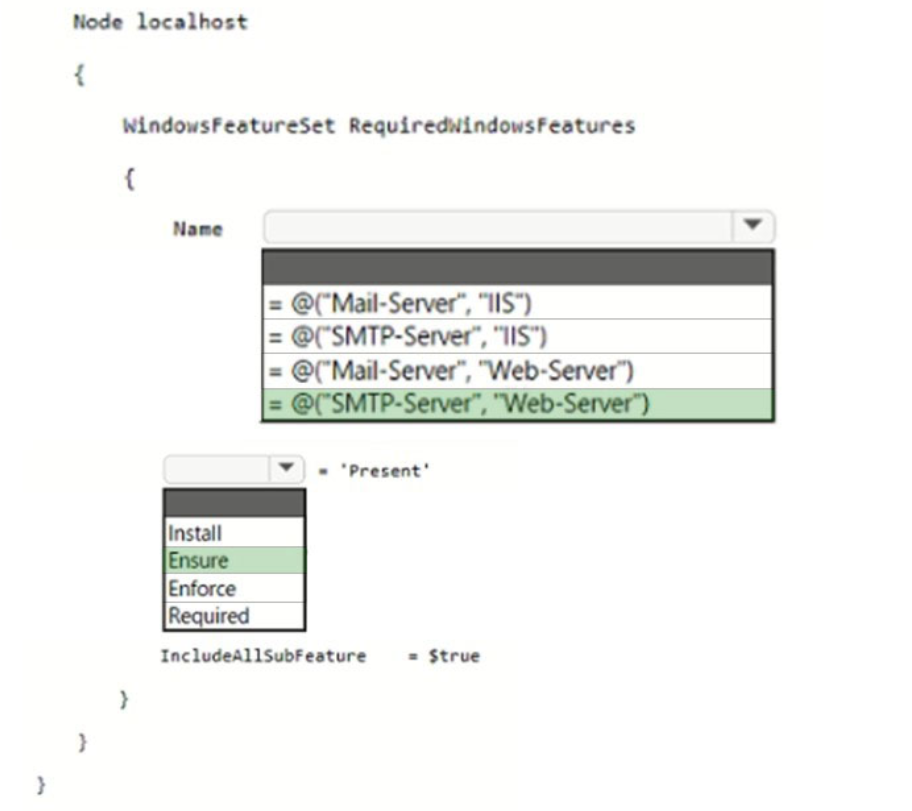 Node localhost
{
WindowsFeatureSet RequiredWindowsFeatures
{
Name
= @("Mail-Server", "IIS")
= @("SMTP-Server", "IIS")
= @("Mail-Server", "Web-Server")
= @("SMTP-Server", "Web-Server")
= 'Present'
Install
Ensure
Enforce
Required
IncludeAllSubFeature = $true
}
}
}